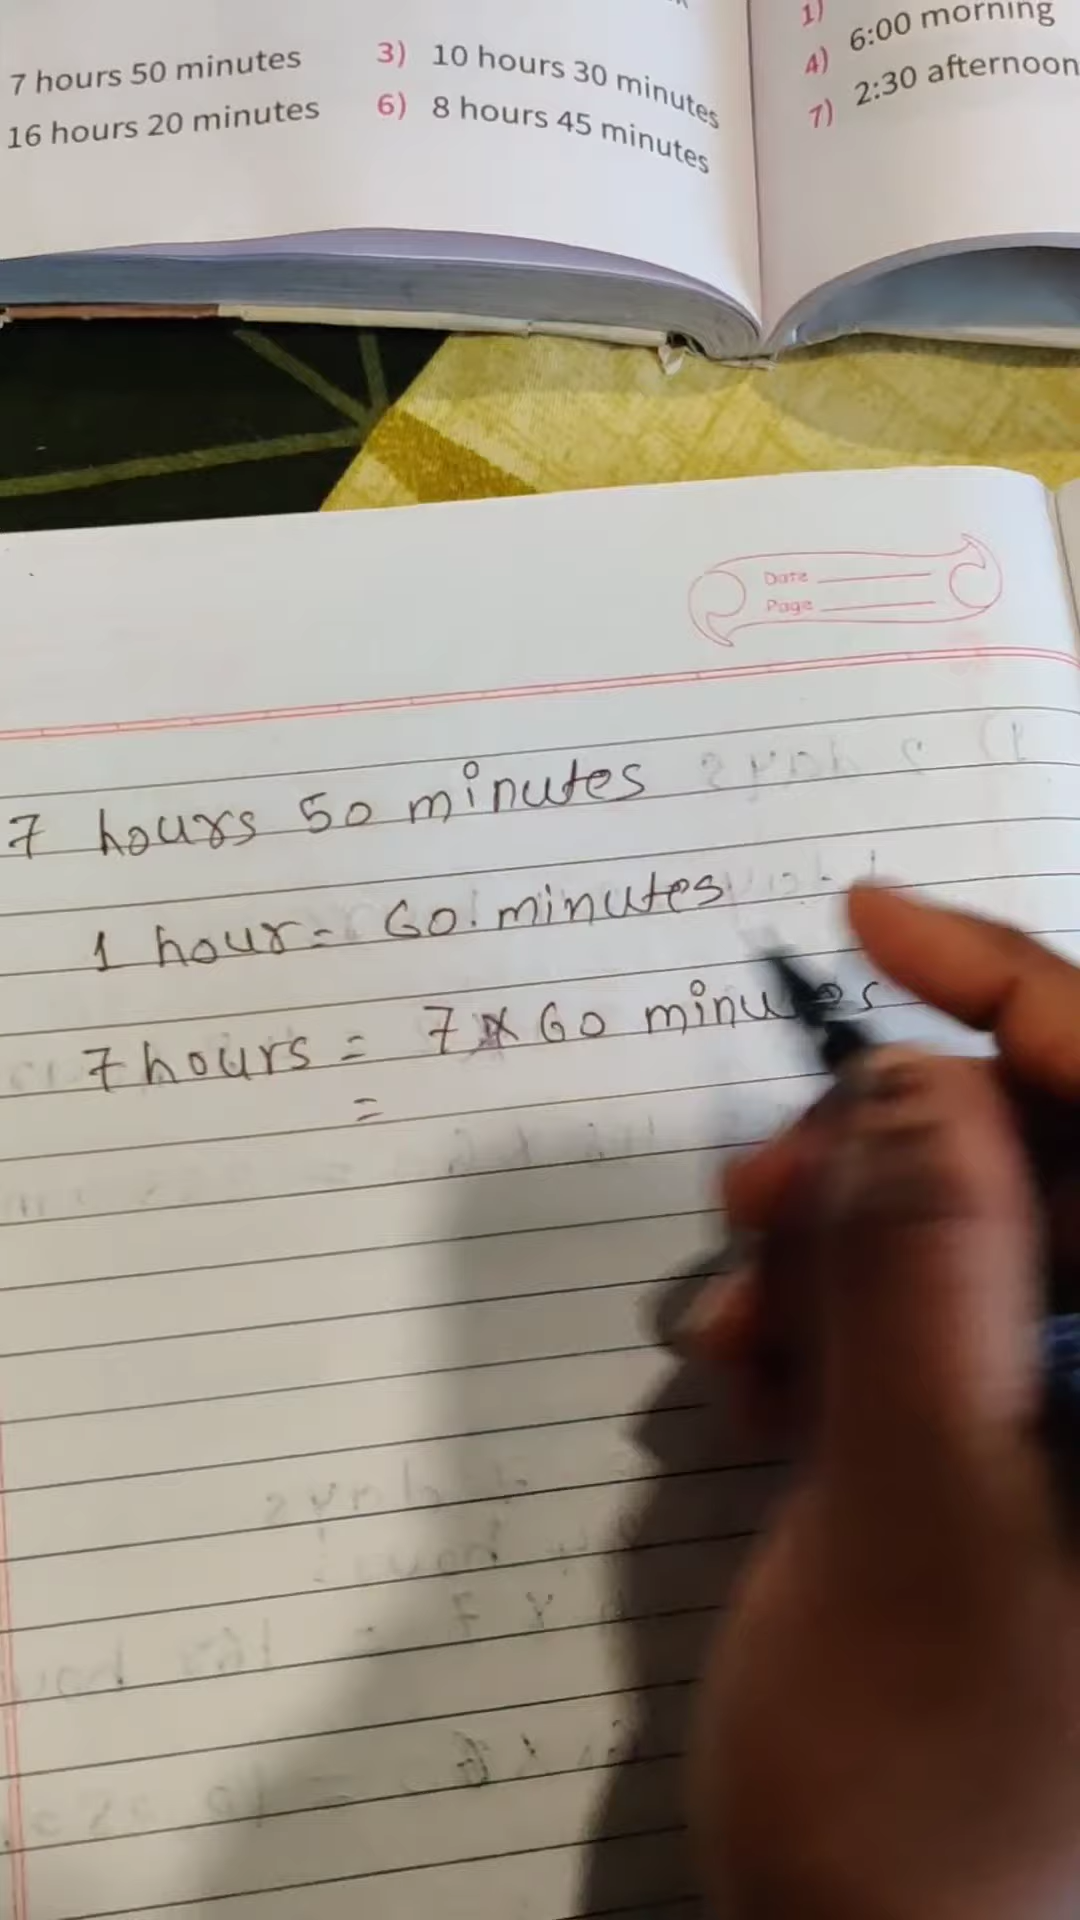 7 hours 50 minutes
3) 10 hours 30 minutes
16 hours 20 minutes
6) 8 hours 45 minutes
1)
4) 6:00 morning
7) 2:30 afternoon
Date
Page
7 hours 50 minutes
1 hour = 60 minutes
7 hours = 7 x 60 minutes
=